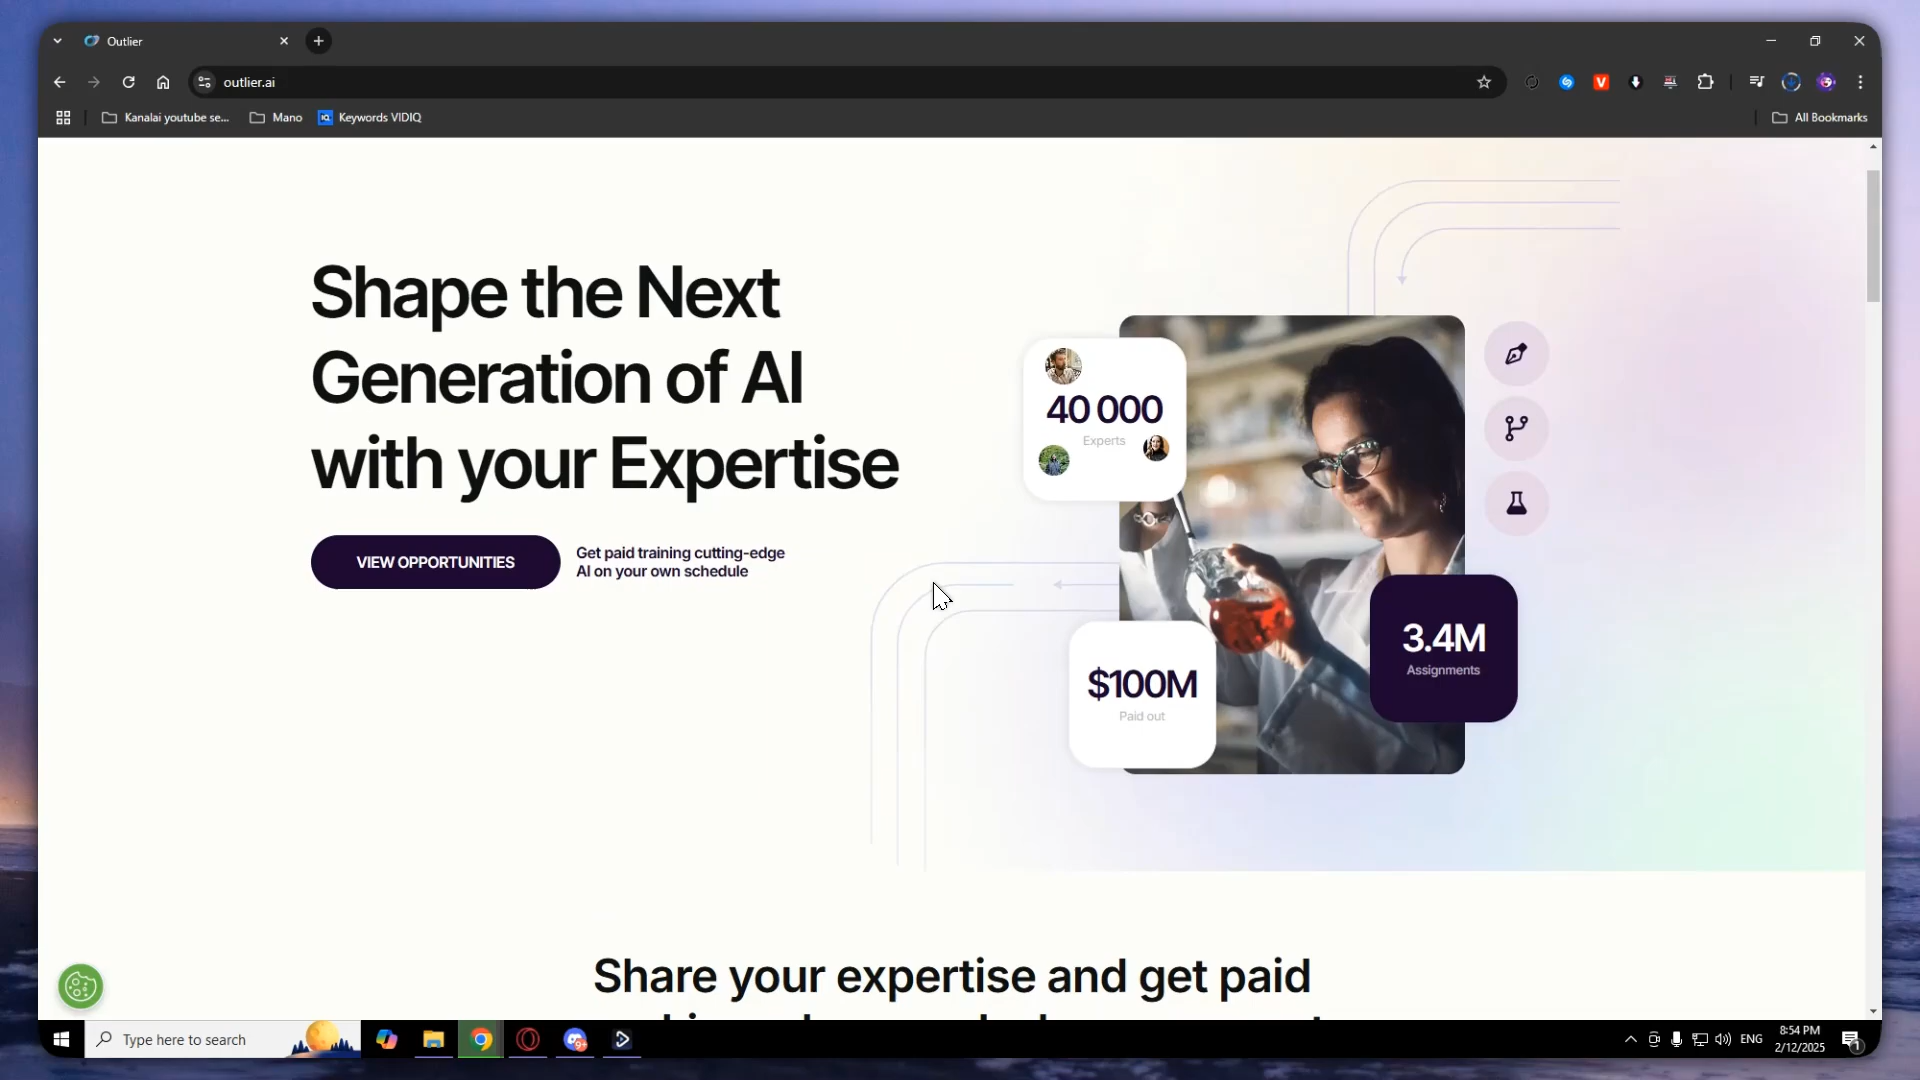 Outlier
outlier.ai
Kanalai youtube se...
Mano
Keywords VIDIQ
All Bookmarks
Shape the Next
Generation of AI
with your Expertise
VIEW OPPORTUNITIES
Get paid training cutting-edge
AI on your own schedule
40 000
Experts
$100M
Paid out
3.4M
Assignments
Share your expertise and get paid
Type here to search
ENG
8:54 PM
2/12/2025